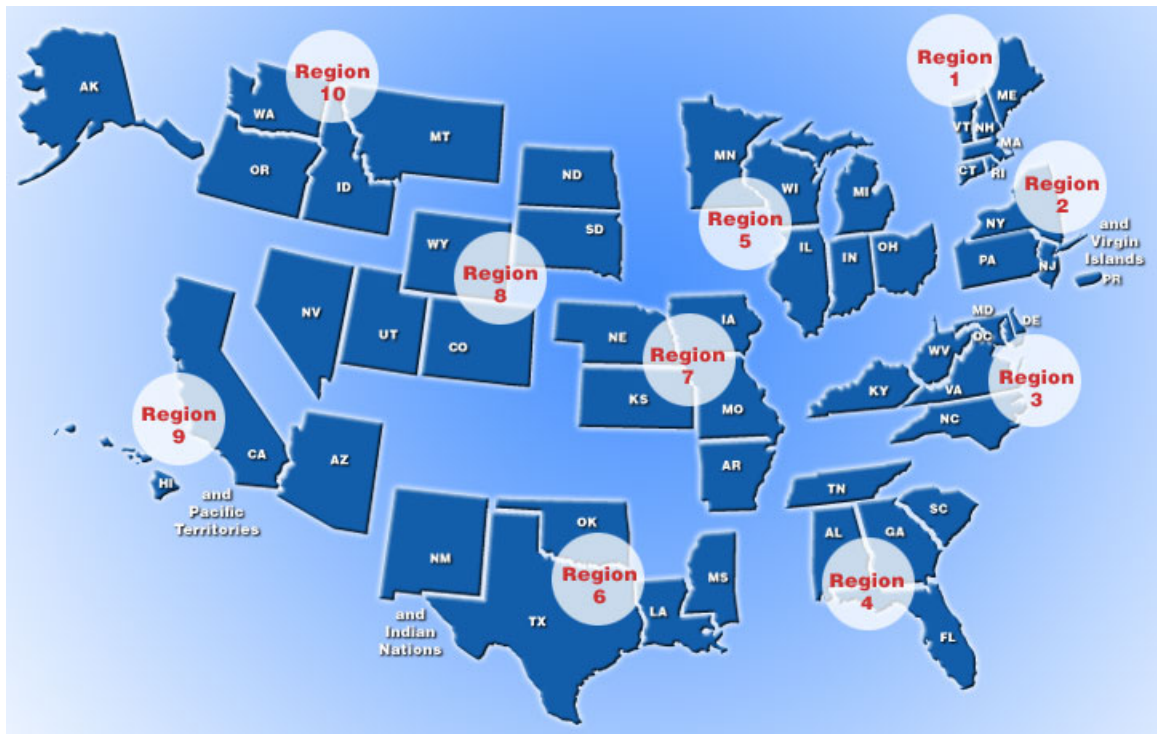 Region
1
Region
10
AK
WA
MT
OR
ID
ND
SD
WY
Region
8
NV
UT
CO
MN
WI
MI
Region
5
IL
IN
OH
ME
VT
NH
MA
CT
RI
Region
2
NY
and
Virgin
Islands
PA
NJ
PR
NE
IA
Region
7
KS
MO
AR
MD
DE
WV
VA
KY
NC
Region
3
Region
9
CA
AZ
HI
and
Pacific
Territories
NM
OK
TX
Region
6
LA
MS
and
Indian
Nations
TN
SC
AL
GA
Region
4
FL